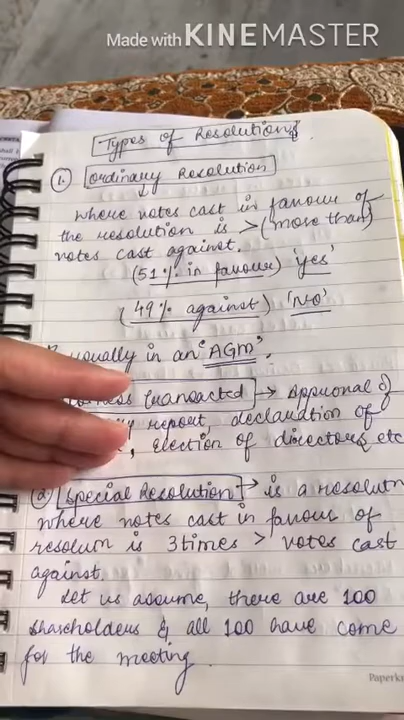 Made with KINEMASTER
Types of Resolutions.
1. Ordinary Resolution
where votes cast in favour of
the resolution is > (more than)
votes cast against.
(51% in favour) 'yes'
(49% against) 'No'
usually in an "AGM".
transacted → Approval of
report, declaration of
election of directors etc
2. Special Resolution → is a resolutn
where votes cast in favour of
resolutn is 3 times > votes cast
against.
Let us assume, there are 100
shareholders & all 100 have come
for the meeting.